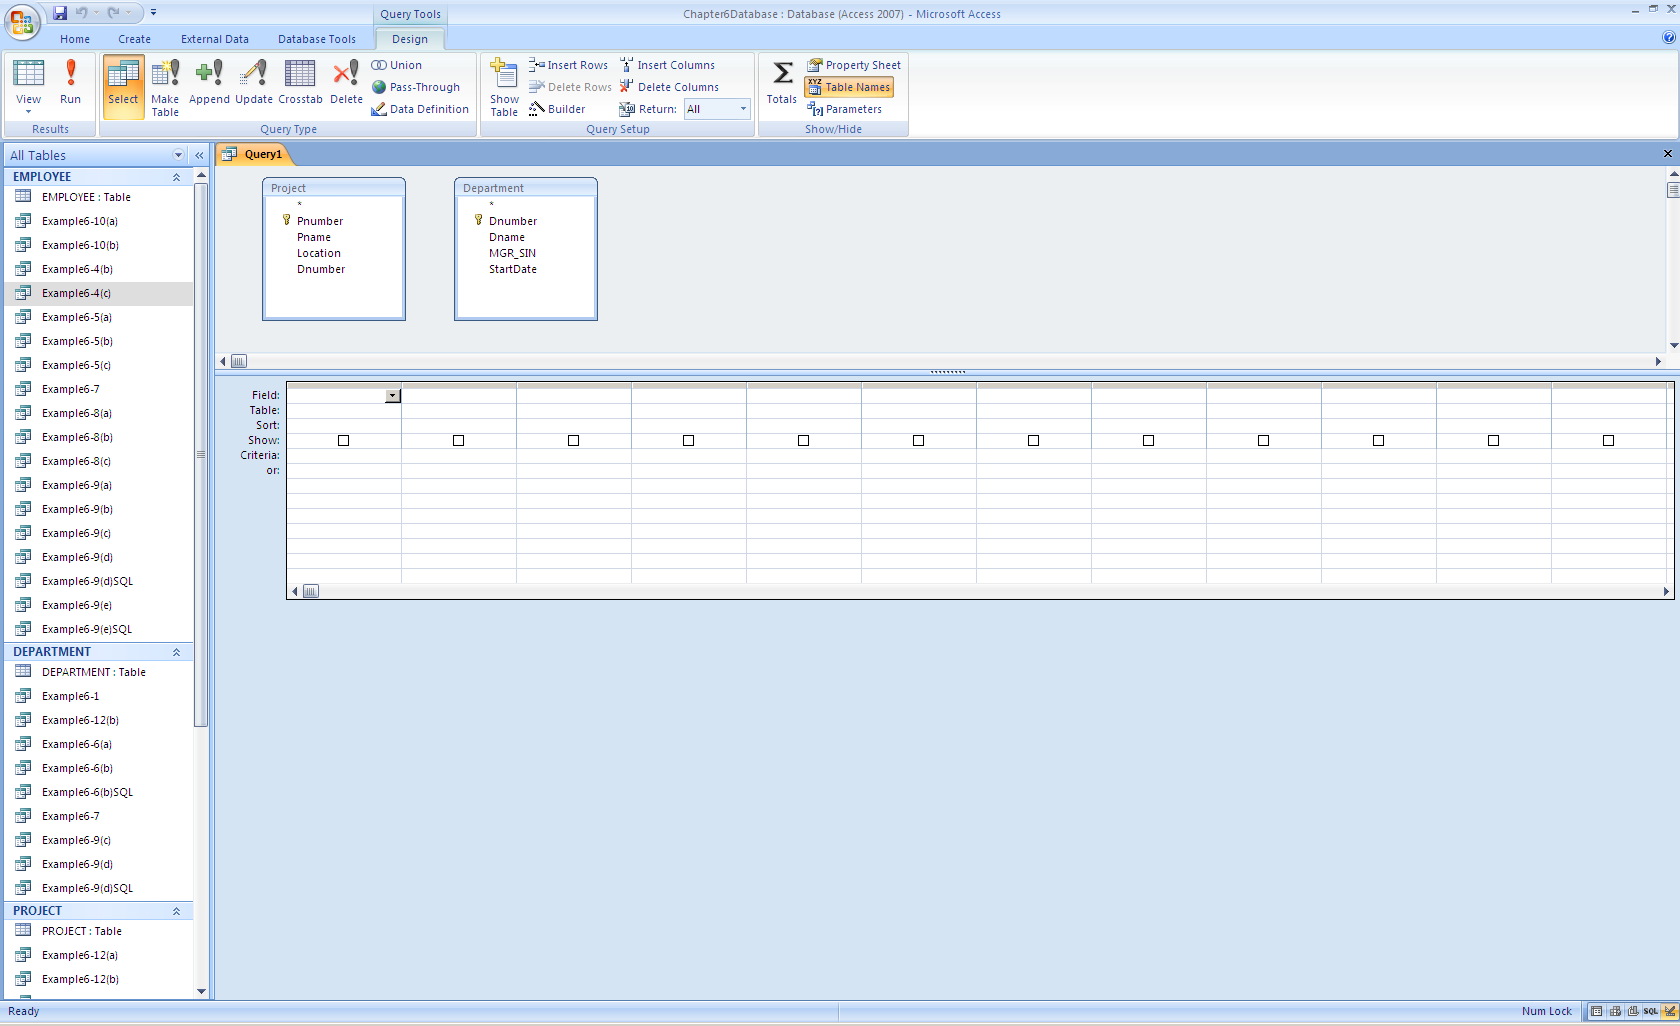 Query Tools
Chapter6Database : Database (Access 2007) - Microsoft Access
Home Create External Data Database Tools Design
View
Run
Results
Select
Make Table
Append
Update
Crosstab
Delete
Union
Pass-Through
Data Definition
Query Type
Show Table
Insert Rows
Delete Rows
Builder
Insert Columns
Delete Columns
Return: All
Query Setup
Totals
Property Sheet
XYZ Table Names
Parameters
Show/Hide
All Tables
EMPLOYEE
EMPLOYEE : Table
Example6-10(a)
Example6-10(b)
Example6-4(b)
Example6-4(c)
Example6-5(a)
Example6-5(b)
Example6-5(c)
Example6-7
Example6-8(a)
Example6-8(b)
Example6-8(c)
Example6-9(a)
Example6-9(b)
Example6-9(c)
Example6-9(d)
Example6-9(d)SQL
Example6-9(e)
Example6-9(e)SQL
DEPARTMENT
DEPARTMENT : Table
Example6-1
Example6-12(b)
Example6-6(a)
Example6-6(b)
Example6-6(b)SQL
Example6-7
Example6-9(c)
Example6-9(d)
Example6-9(d)SQL
PROJECT
PROJECT : Table
Example6-12(a)
Example6-12(b)
Query1
Project
*
Pnumber
Pname
Location
Dnumber
Department
*
Dnumber
Dname
MGR_SIN
StartDate
Field:
Table:
Sort:
Show:
Criteria:
or:
Ready
Num Lock
SQL